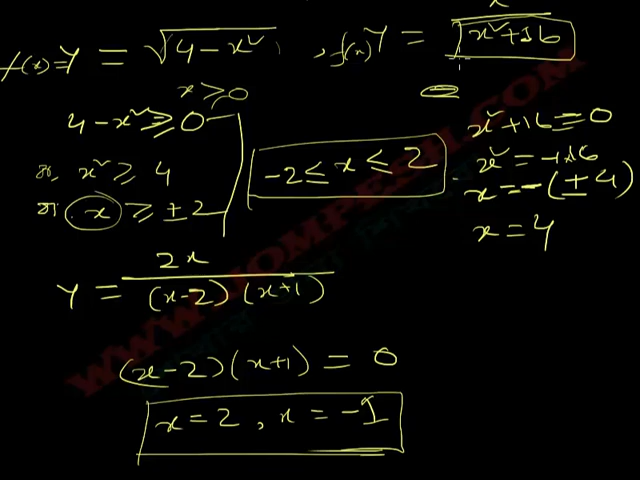 f(x)=Y = √4-x² , f(x) Y = x / x²+16
x ≥ 0
4-x² ≥ 0
বা, x² ≥ 4
বা, x ≥ ±2
-2 ≤ x ≤ 2
x²+16 = 0
x² = -16
x = -(±4)
x = 4
Y = 2x / (x-2) (x+1)
(x-2) (x+1) = 0
x = 2 , x = -1